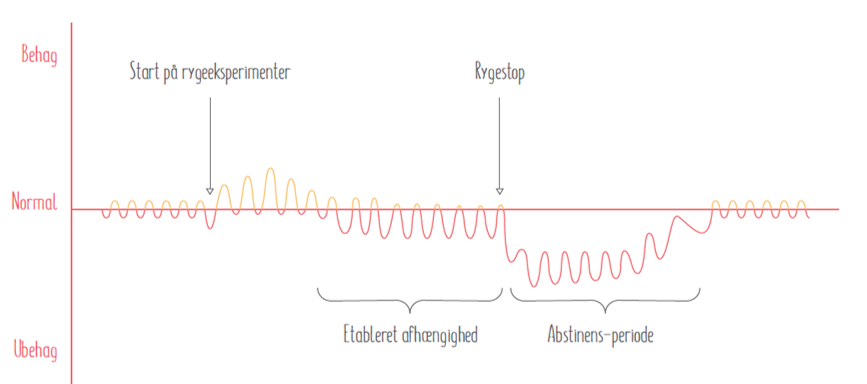 Behag
Start på rygeeksperimenter
Rygestop
Normal
Etableret afhængighed
Abstinens-periode
Ubehag